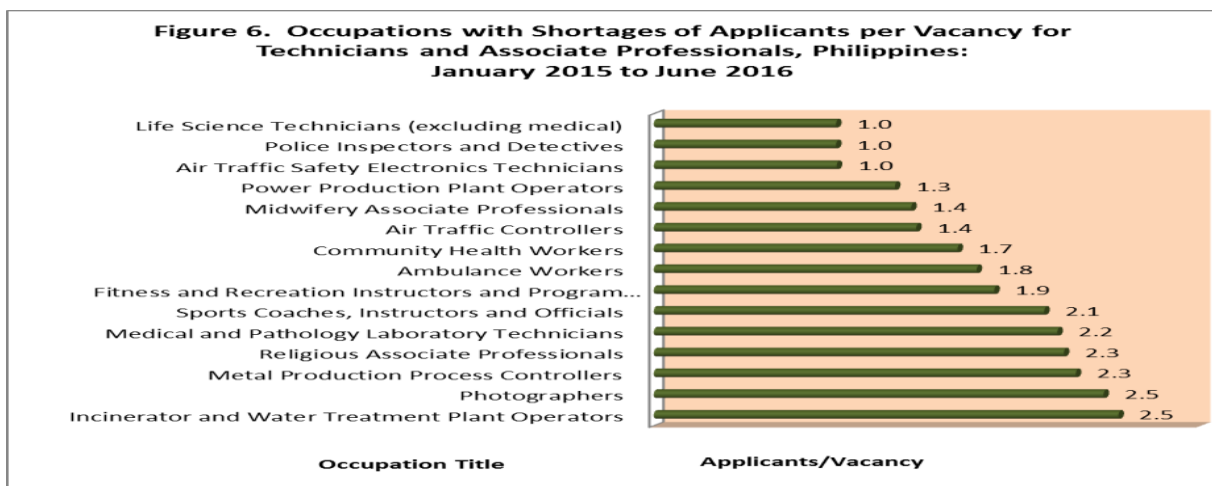 Figure 6.  Occupations with Shortages of Applicants per Vacancy for
Technicians and Associate Professionals, Philippines:
January 2015 to June 2016
Life Science Technicians (excluding medical) 1.0
Police Inspectors and Detectives 1.0
Air Traffic Safety Electronics Technicians 1.0
Power Production Plant Operators 1.3
Midwifery Associate Professionals 1.4
Air Traffic Controllers 1.4
Community Health Workers 1.7
Ambulance Workers 1.8
Fitness and Recreation Instructors and Program... 1.9
Sports Coaches, Instructors and Officials 2.1
Medical and Pathology Laboratory Technicians 2.2
Religious Associate Professionals 2.3
Metal Production Process Controllers 2.3
Photographers 2.5
Incinerator and Water Treatment Plant Operators 2.5
Occupation Title Applicants/Vacancy